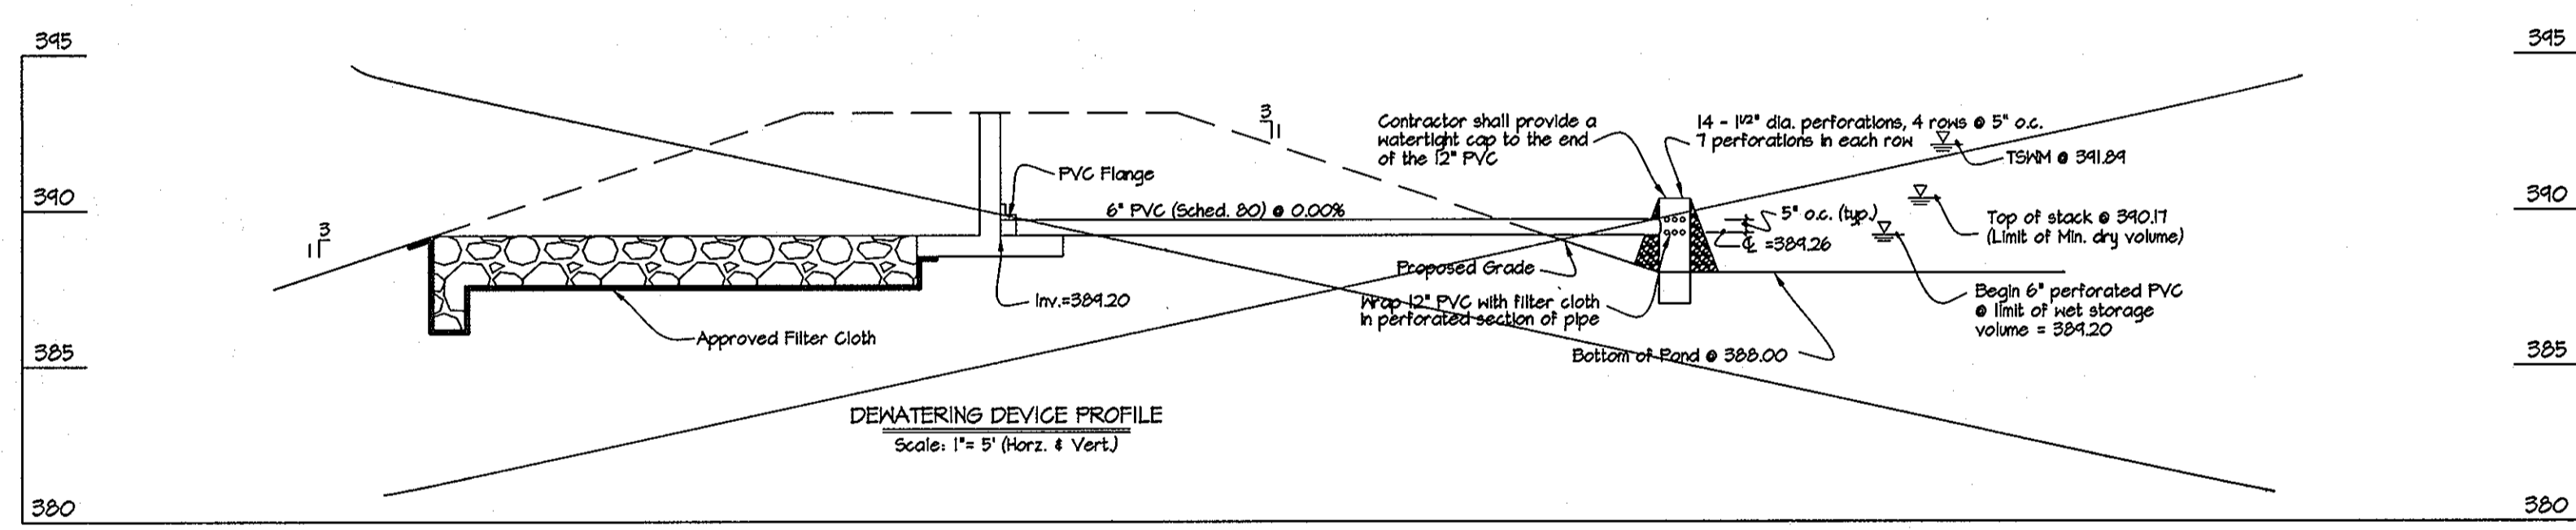 395
395
390
390
385
385
380
380
3
1
3
1
PVC Flange
6" PVC (Sched. 80) @ 0.00%
Inv.=389.20
Approved Filter Cloth
Contractor shall provide a
watertight cap to the end
of the 12" PVC
14 - 1 1/2" dia. perforations, 4 rows @ 5" o.c.
7 perforations in each row
TSWM @ 391.89
5" o.c. (typ.)
℄ =389.26
Top of stack @ 390.17
(Limit of Min. dry volume)
Proposed Grade
Wrap 12" PVC with filter cloth
in perforated section of pipe
Begin 6" perforated PVC
@ limit of wet storage
volume = 389.20
Bottom of Pond @ 388.00
DEWATERING DEVICE PROFILE
Scale: 1"= 5' (Horz. & Vert.)